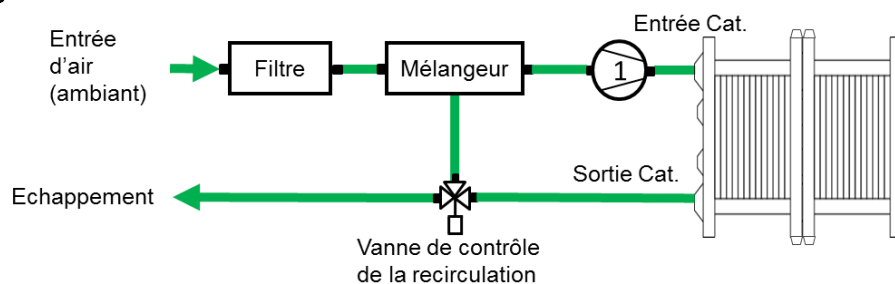 Entrée Cat.
Entrée
d'air
(ambiant)
Filtre
Mélangeur
1
Sortie Cat.
Echappement
Vanne de contrôle
de la recirculation